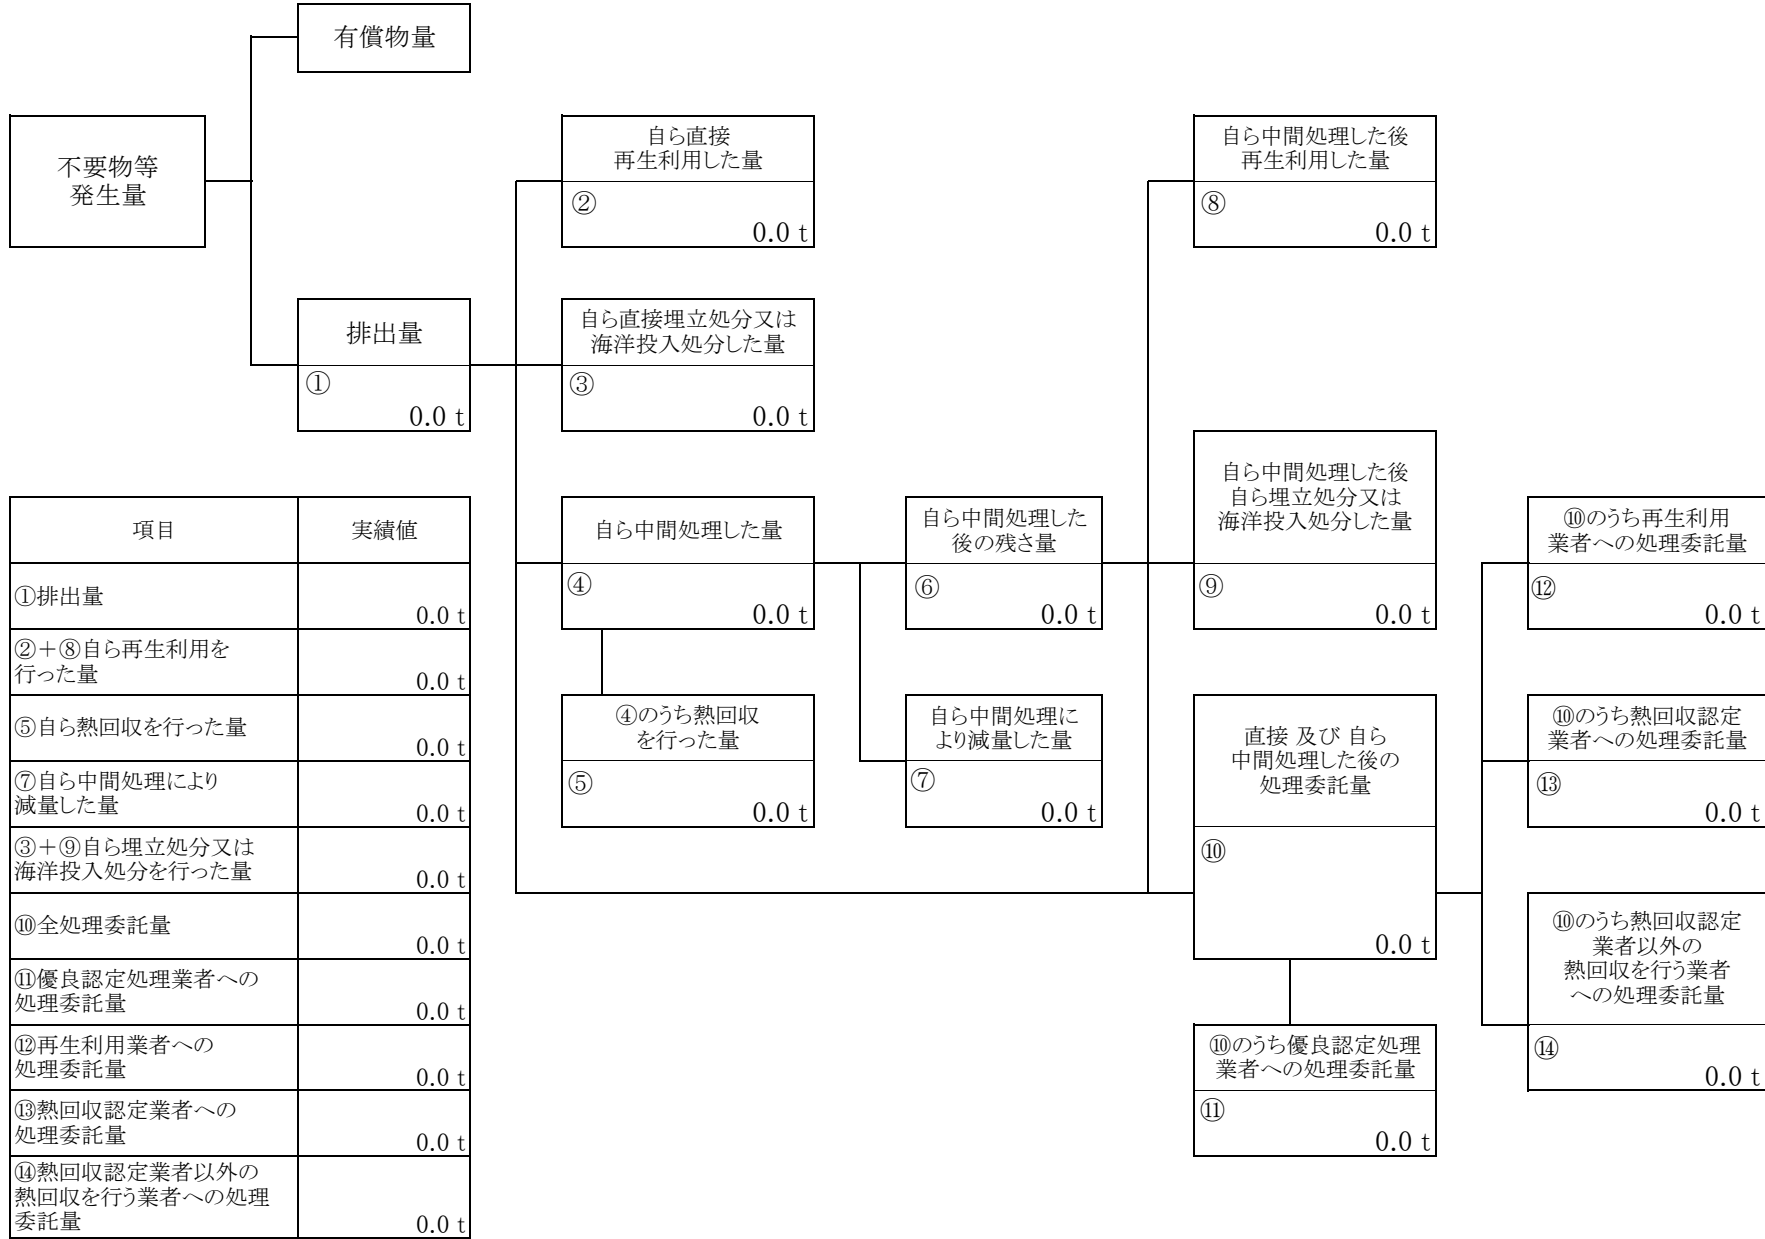 有償物量
不要物等
発生量
排出量
①
0.0 t
自ら直接
再生利用した量
②
0.0 t
自ら直接埋立処分又は
海洋投入処分した量
③
0.0 t
自ら中間処理した量
④
0.0 t
④のうち熱回収
を行った量
⑤
0.0 t
自ら中間処理した
後の残さ量
⑥
0.0 t
自ら中間処理に
より減量した量
⑦
0.0 t
自ら中間処理した後
再生利用した量
⑧
0.0 t
自ら中間処理した後
自ら埋立処分又は
海洋投入処分した量
⑨
0.0 t
直接 及び 自ら
中間処理した後の
処理委託量
⑩
0.0 t
⑩のうち優良認定処理
業者への処理委託量
⑪
0.0 t
⑩のうち再生利用
業者への処理委託量
⑫
0.0 t
⑩のうち熱回収認定
業者への処理委託量
⑬
0.0 t
⑩のうち熱回収認定
業者以外の
熱回収を行う業者
への処理委託量
⑭
0.0 t
項目 実績値
①排出量
0.0 t
②＋⑧自ら再生利用を
行った量
0.0 t
⑤自ら熱回収を行った量
0.0 t
⑦自ら中間処理により
減量した量
0.0 t
③＋⑨自ら埋立処分又は
海洋投入処分を行った量
0.0 t
⑩全処理委託量
0.0 t
⑪優良認定処理業者への
処理委託量
0.0 t
⑫再生利用業者への
処理委託量
0.0 t
⑬熱回収認定業者への
処理委託量
0.0 t
⑭熱回収認定業者以外の
熱回収を行う業者への処理
委託量
0.0 t